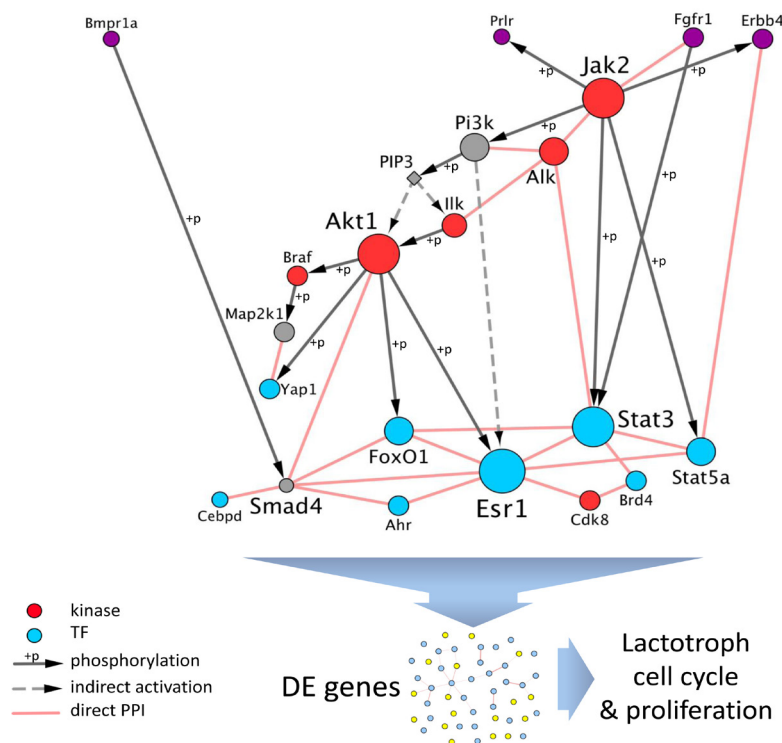 Bmpr1a
Prlr
Fgfr1
Erbb4
+p
+p
Jak2
Pi3k
+p
+p
PIP3
+p
Alk
Ilk
+p
Akt1
+p
+p
+p
Braf
+p
+p
Map2k1
+p
+p
+p
Yap1
Stat3
FoxO1
Stat5a
Smad4
Esr1
Brd4
Cebpd
Ahr
Cdk8
kinase
TF
+p phosphorylation
indirect activation
direct PPI
DE genes
Lactotroph
cell cycle
& proliferation